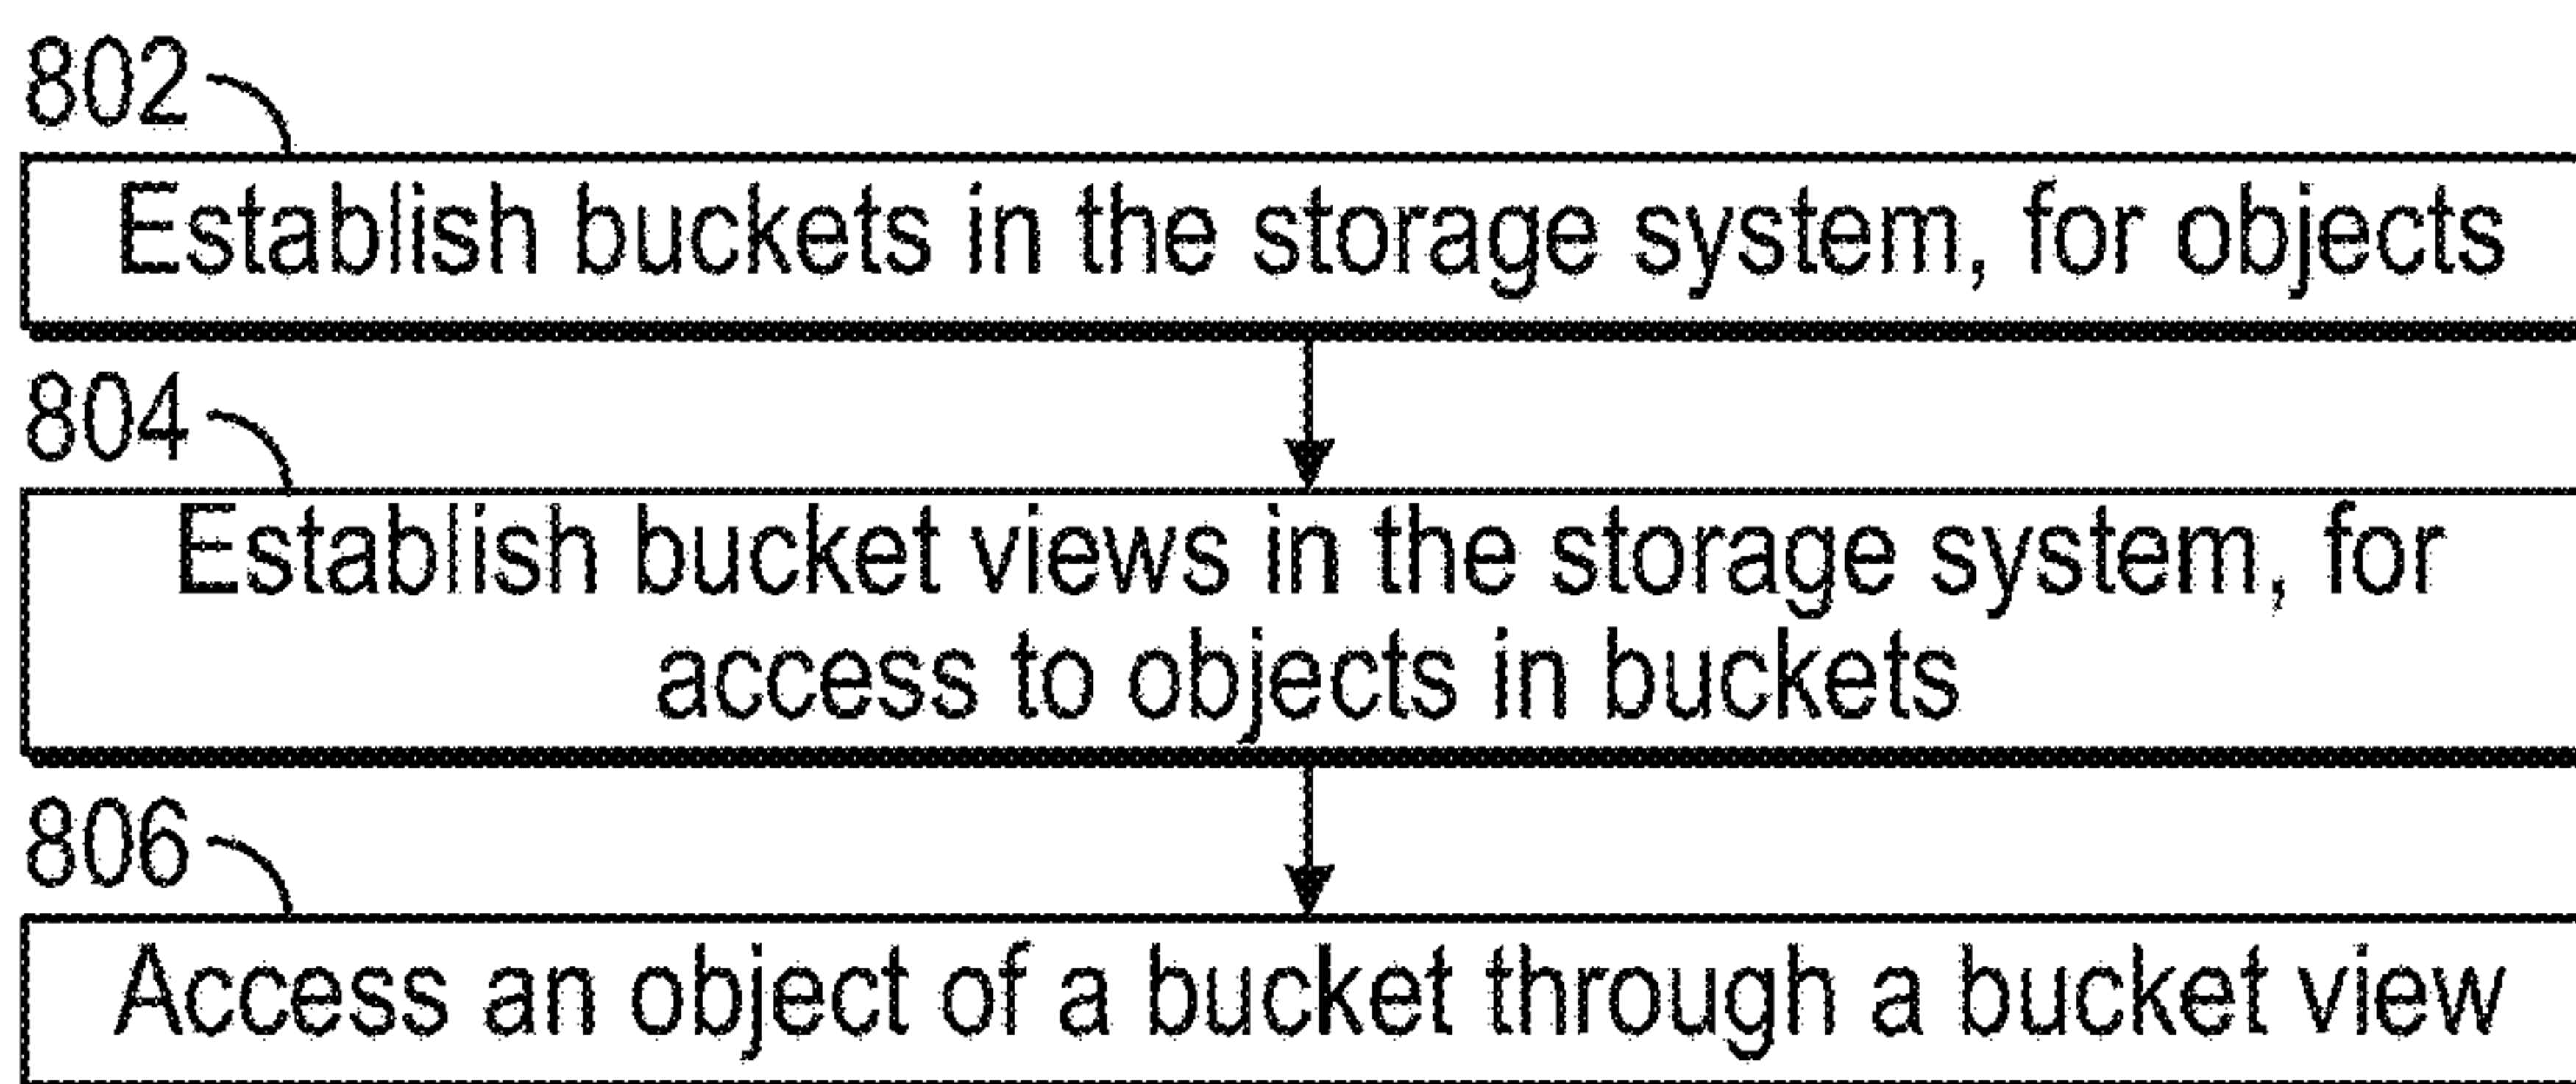 802
Establish buckets in the storage system, for objects
804
Establish bucket views in the storage system, for
access to objects in buckets
806
Access an object of a bucket through a bucket view